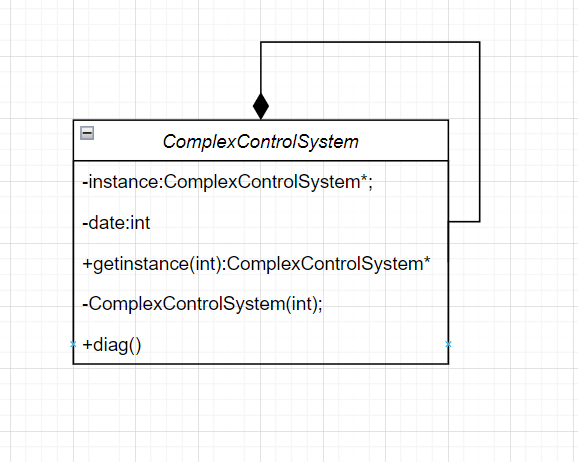 ComplexControlSystem
-instance:ComplexControlSystem*;
-date:int
+getinstance(int):ComplexControlSystem*
-ComplexControlSystem(int);
+diag()